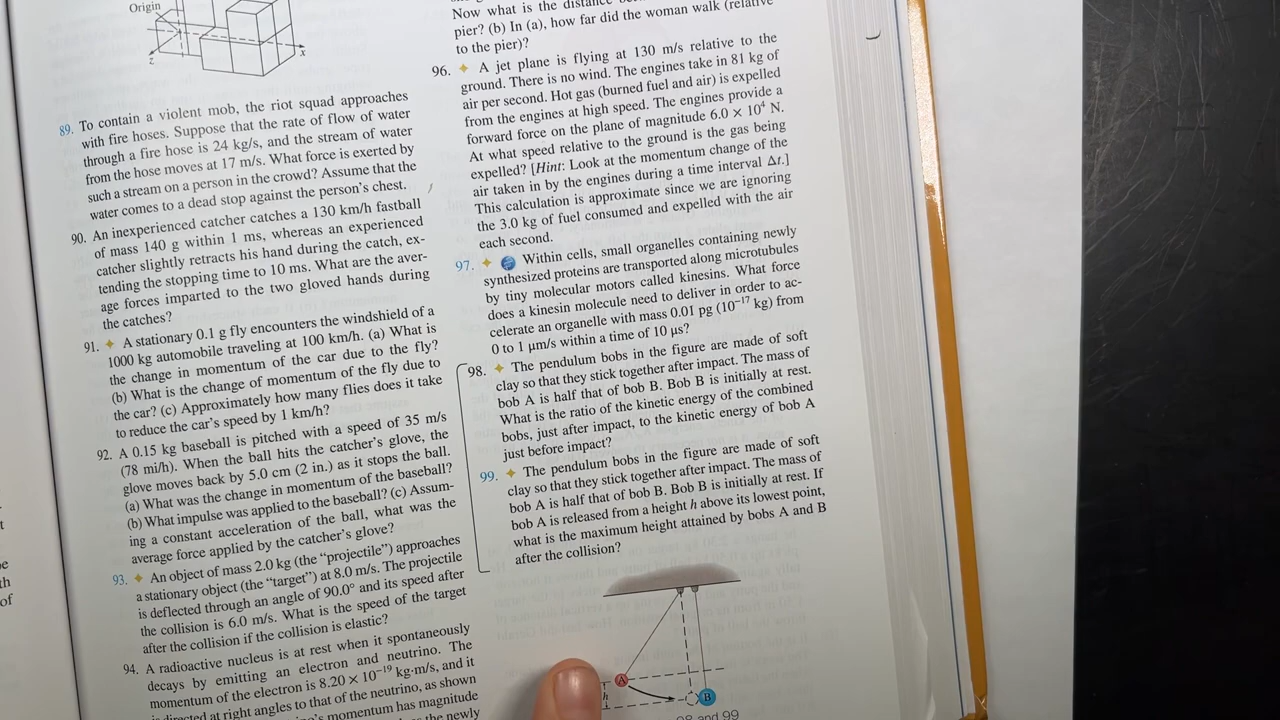 Origin
z
x
89. To contain a violent mob, the riot squad approaches
with fire hoses. Suppose that the rate of flow of water
through a fire hose is 24 kg/s, and the stream of water
from the hose moves at 17 m/s. What force is exerted by
such a stream on a person in the crowd? Assume that the
water comes to a dead stop against the person's chest.
90. An inexperienced catcher catches a 130 km/h fastball
of mass 140 g within 1 ms, whereas an experienced
catcher slightly retracts his hand during the catch, ex-
tending the stopping time to 10 ms. What are the aver-
age forces imparted to the two gloved hands during
the catches?
91. ✦ A stationary 0.1 g fly encounters the windshield of a
1000 kg automobile traveling at 100 km/h. (a) What is
the change in momentum of the car due to the fly?
(b) What is the change of momentum of the fly due to
the car? (c) Approximately how many flies does it take
to reduce the car's speed by 1 km/h?
92. A 0.15 kg baseball is pitched with a speed of 35 m/s
(78 mi/h). When the ball hits the catcher's glove, the
glove moves back by 5.0 cm (2 in.) as it stops the ball.
(a) What was the change in momentum of the baseball?
(b) What impulse was applied to the baseball? (c) Assum-
ing a constant acceleration of the ball, what was the
average force applied by the catcher's glove?
93. ✦ An object of mass 2.0 kg (the "projectile") approaches
a stationary object (the "target") at 8.0 m/s. The projectile
is deflected through an angle of 90.0° and its speed after
the collision is 6.0 m/s. What is the speed of the target
after the collision if the collision is elastic?
94. A radioactive nucleus is at rest when it spontaneously
decays by emitting an electron and neutrino. The
momentum of the electron is 8.20 × 10⁻¹⁹ kg·m/s, and it
directed at right angles to that of the neutrino, as shown
momentum has magnitude
the newly
Now what is the distance
pier? (b) In (a), how far did the woman walk (relative
to the pier)?
96. ✦ A jet plane is flying at 130 m/s relative to the
ground. There is no wind. The engines take in 81 kg of
air per second. Hot gas (burned fuel and air) is expelled
from the engines at high speed. The engines provide a
forward force on the plane of magnitude 6.0 × 10⁴ N.
At what speed relative to the ground is the gas being
expelled? [Hint: Look at the momentum change of the
air taken in by the engines during a time interval Δt.]
This calculation is approximate since we are ignoring
the 3.0 kg of fuel consumed and expelled with the air
each second.
97. ✦ Within cells, small organelles containing newly
synthesized proteins are transported along microtubules
by tiny molecular motors called kinesins. What force
does a kinesin molecule need to deliver in order to ac-
celerate an organelle with mass 0.01 pg (10⁻¹⁷ kg) from
0 to 1 μm/s within a time of 10 μs?
98. ✦ The pendulum bobs in the figure are made of soft
clay so that they stick together after impact. The mass of
bob A is half that of bob B. Bob B is initially at rest.
What is the ratio of the kinetic energy of the combined
bobs, just after impact, to the kinetic energy of bob A
just before impact?
99. ✦ The pendulum bobs in the figure are made of soft
clay so that they stick together after impact. The mass of
bob A is half that of bob B. Bob B is initially at rest. If
bob A is released from a height h above its lowest point,
what is the maximum height attained by bobs A and B
after the collision?
A
h
B
98 and 99